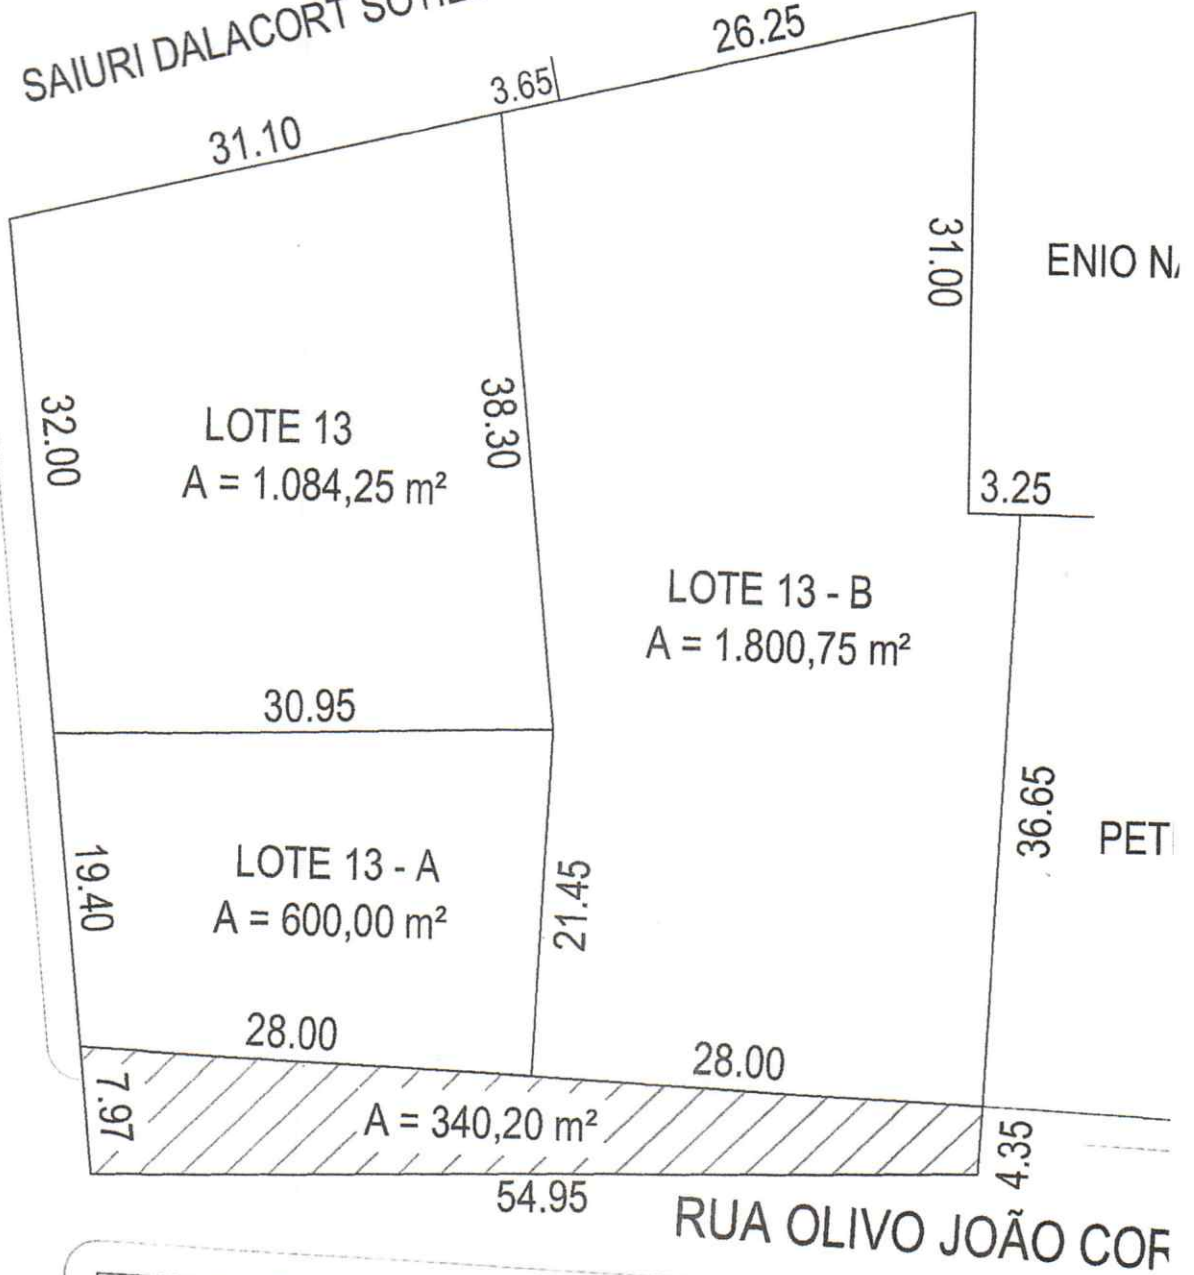 SAIURI DALACORT
26.25
3.65
31.10
31.00
ENIO
32.00
38.30
LOTE 13
A = 1.084,25 m²
3.25
LOTE 13 - B
A = 1.800,75 m²
30.95
36.65
PET
19.40
LOTE 13 - A
A = 600,00 m²
21.45
28.00
28.00
7.97
A = 340,20 m²
4.35
54.95
RUA OLIVO JOÃO